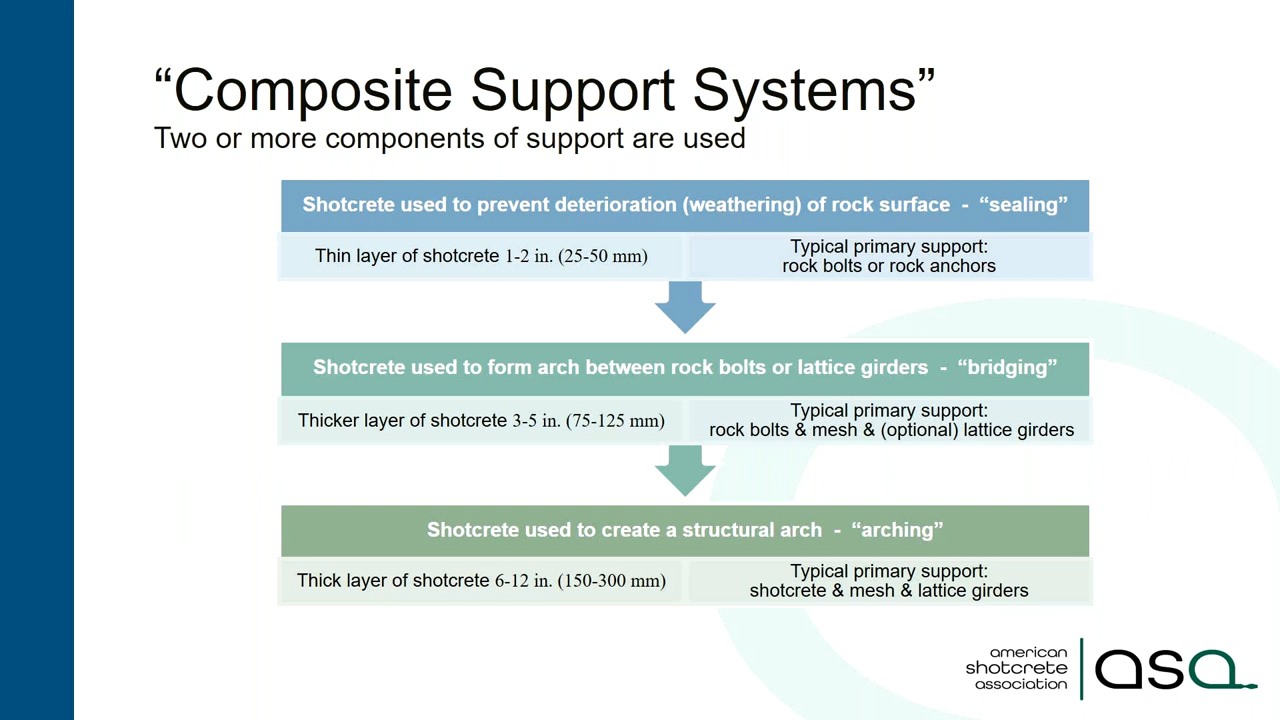 “Composite Support Systems”
Two or more components of support are used
Shotcrete used to prevent deterioration (weathering) of rock surface - “sealing”
Thin layer of shotcrete 1-2 in. (25-50 mm)
Typical primary support:
rock bolts or rock anchors
Shotcrete used to form arch between rock bolts or lattice girders - “bridging”
Thicker layer of shotcrete 3-5 in. (75-125 mm)
Typical primary support:
rock bolts & mesh & (optional) lattice girders
Shotcrete used to create a structural arch - “arching”
Thick layer of shotcrete 6-12 in. (150-300 mm)
Typical primary support:
shotcrete & mesh & lattice girders
american
shotcrete
association
asa